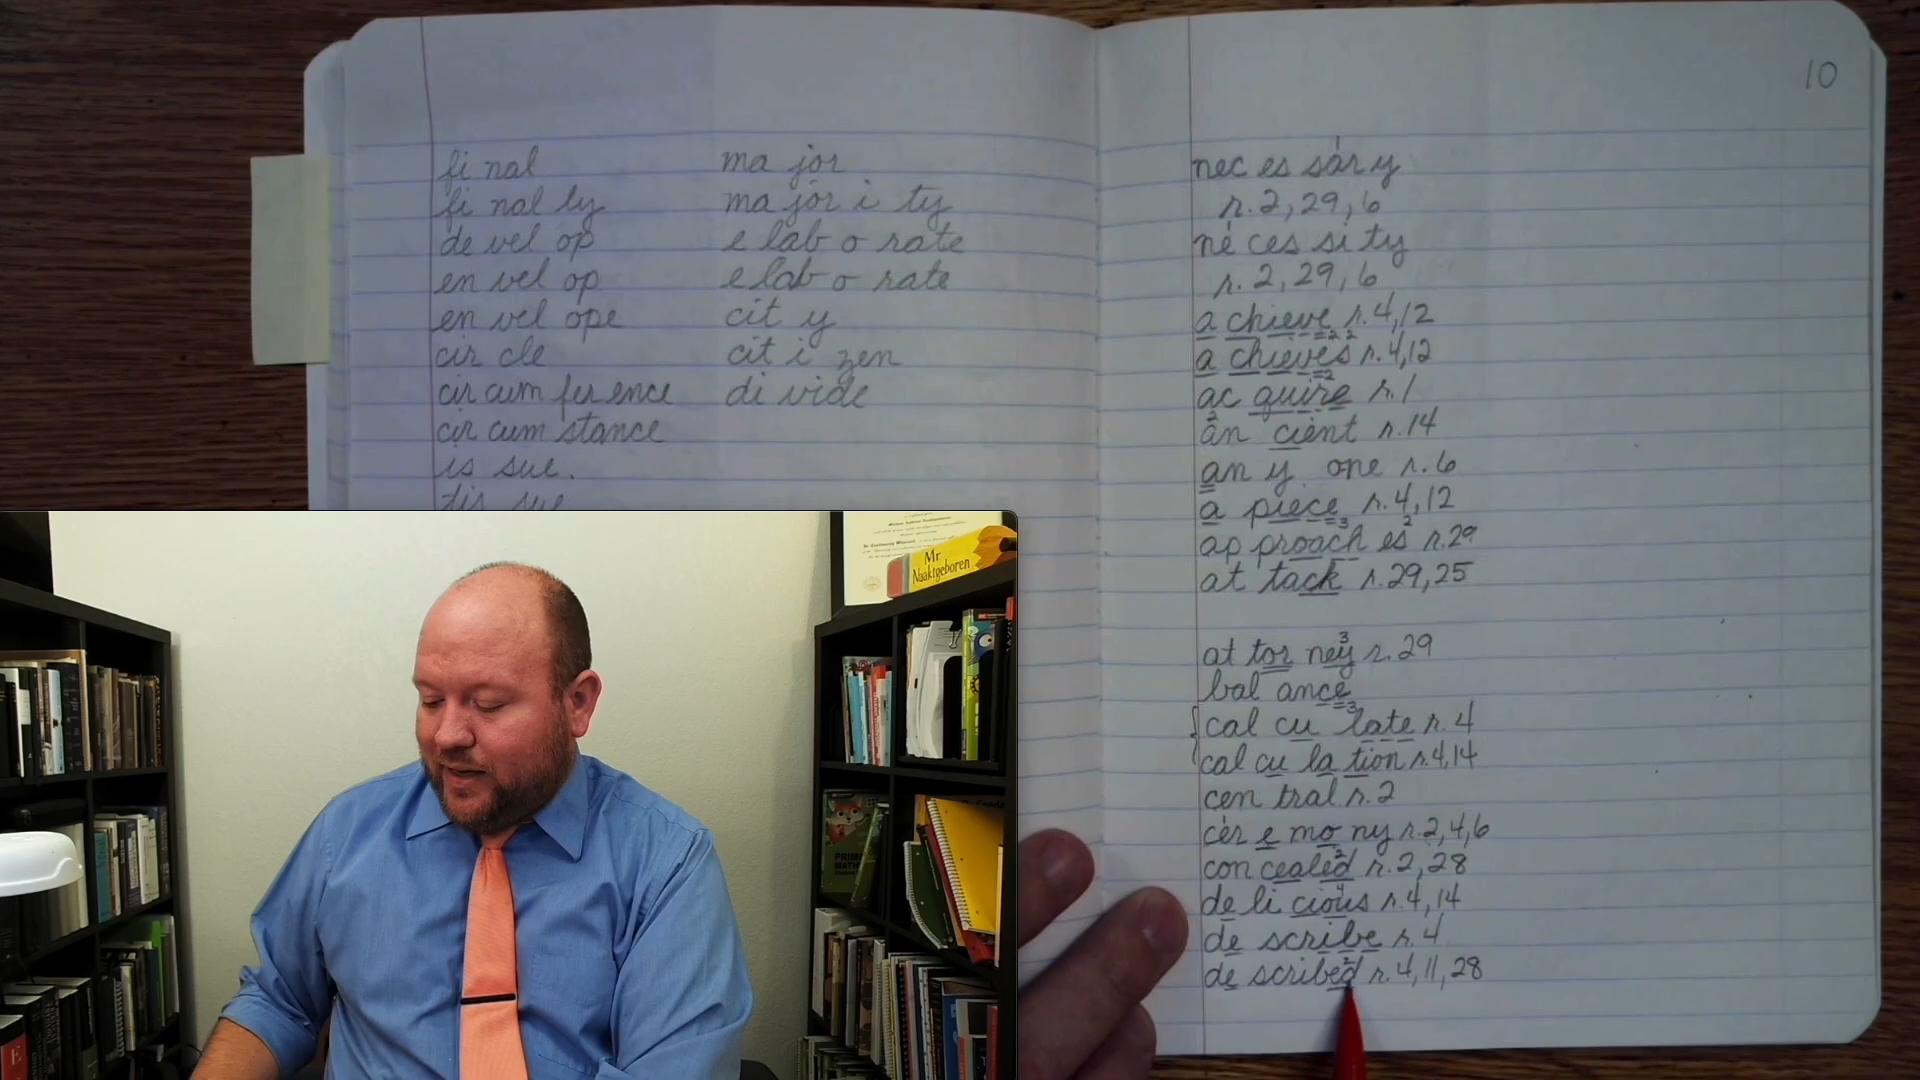 10
fi nal
fi nal ly
de vel op
en vel op
en vel ope
cir cle
cir cum fer ence
cir cum stance
is sue.
tis sue
ma jor
ma jor i ty
e lab o rate
e lab o rate
cit y
cit i zen
di vide
nec es sar y
r. 2, 29, 6
ne ces si ty
r. 2, 29, 6
a chieve r. 4, 12
a chieves r. 4, 12
ac quire r. 1
an cient r. 14
an y one r. 6
a piece r. 4, 12
ap proach es r. 29
at tack r. 29, 25
at tor ney r. 29
bal ance
cal cu late r. 4
cal cu la tion r. 4, 14
cen tral r. 2
cer e mo ny r. 2, 4, 6
con cealed r. 2, 28
de li cious r. 4, 14
de scribe r. 4
de scribed r. 4, 11, 28
Mr
Naaktgeboren